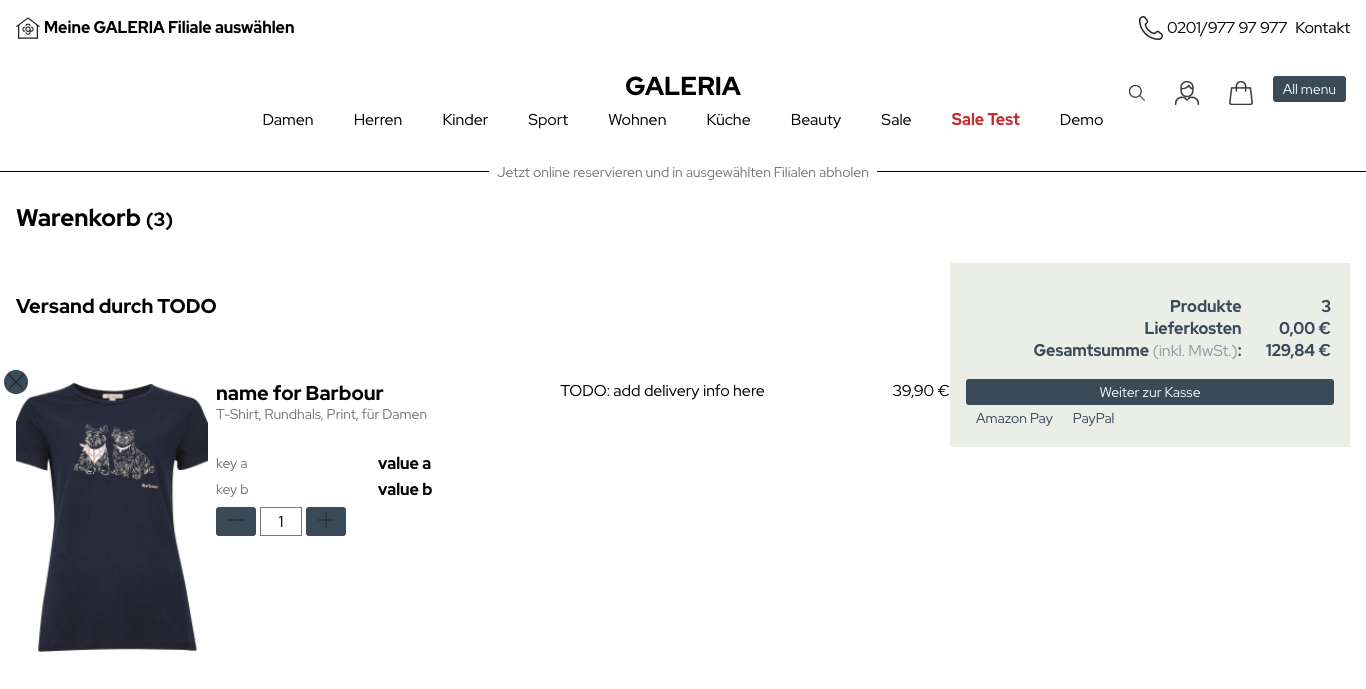 Meine GALERIA Filiale auswählen
0201/977 97 977 Kontakt
GALERIA
All menu
Damen Herren Kinder Sport Wohnen Küche Beauty Sale Sale Test Demo
Jetzt online reservieren und in ausgewählten Filialen abholen
Warenkorb (3)
Versand durch TODO
name for Barbour
T-Shirt, Rundhals, Print, für Damen
TODO: add delivery info here
39,90 €
key a value a
key b value b
1
Barbour
Produkte 3
Lieferkosten 0,00 €
Gesamtsumme (inkl. MwSt.): 129,84 €
Weiter zur Kasse
Amazon Pay PayPal